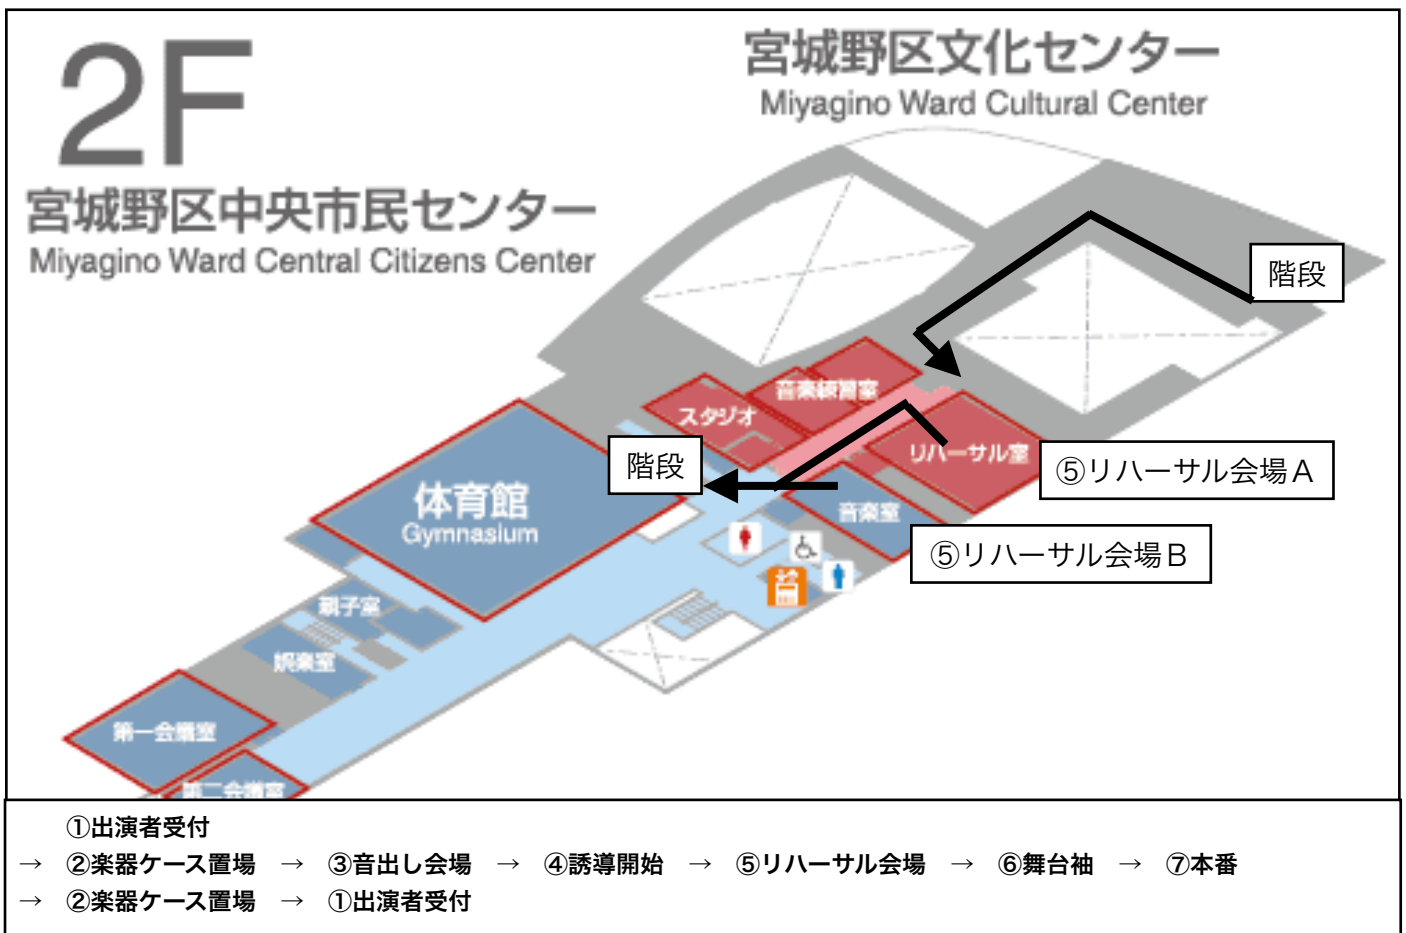 2F
宮城野区中央市民センター
Miyagino Ward Central Citizens Center
宮城野区文化センター
Miyagino Ward Cultural Center
階段
音楽練習室
スタジオ
リハーサル室
階段
⑤リハーサル会場A
体育館
Gymnasium
音楽室
⑤リハーサル会場B
親子室
娯楽室
第一会議室
第二会議室
①出演者受付
→ ②楽器ケース置場 → ③音出し会場 → ④誘導開始 → ⑤リハーサル会場 → ⑥舞台袖 → ⑦本番
→ ②楽器ケース置場 → ①出演者受付